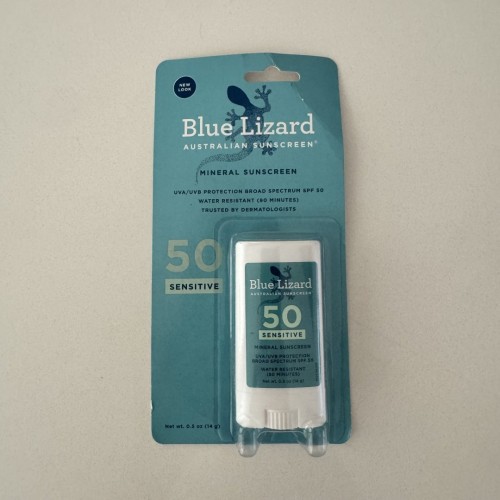 NEW
LOOK
Blue Lizard
AUSTRALIAN SUNSCREEN®
MINERAL SUNSCREEN
UVA/UVB PROTECTION BROAD SPECTRUM SPF 50
WATER RESISTANT (80 MINUTES)
TRUSTED BY DERMATOLOGISTS
50
SENSITIVE
Blue Lizard
AUSTRALIAN SUNSCREEN
50
SENSITIVE
MINERAL SUNSCREEN
UVA/UVB PROTECTION
BROAD SPECTRUM SPF 50
WATER RESISTANT
(80 MINUTES)
Net wt. 0.5 oz (14 g)
Net wt. 0.5 oz (14 g)